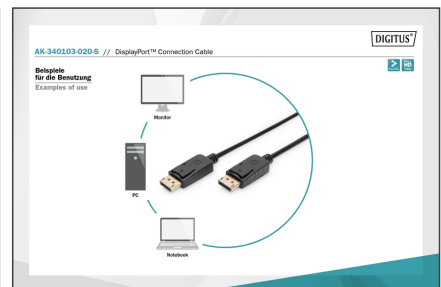 DIGITUS®
AK-340103-020-S // DisplayPort™ Connection Cable
Beispiele
für die Benutzung
Examples of use
Monitor
PC
Notebook